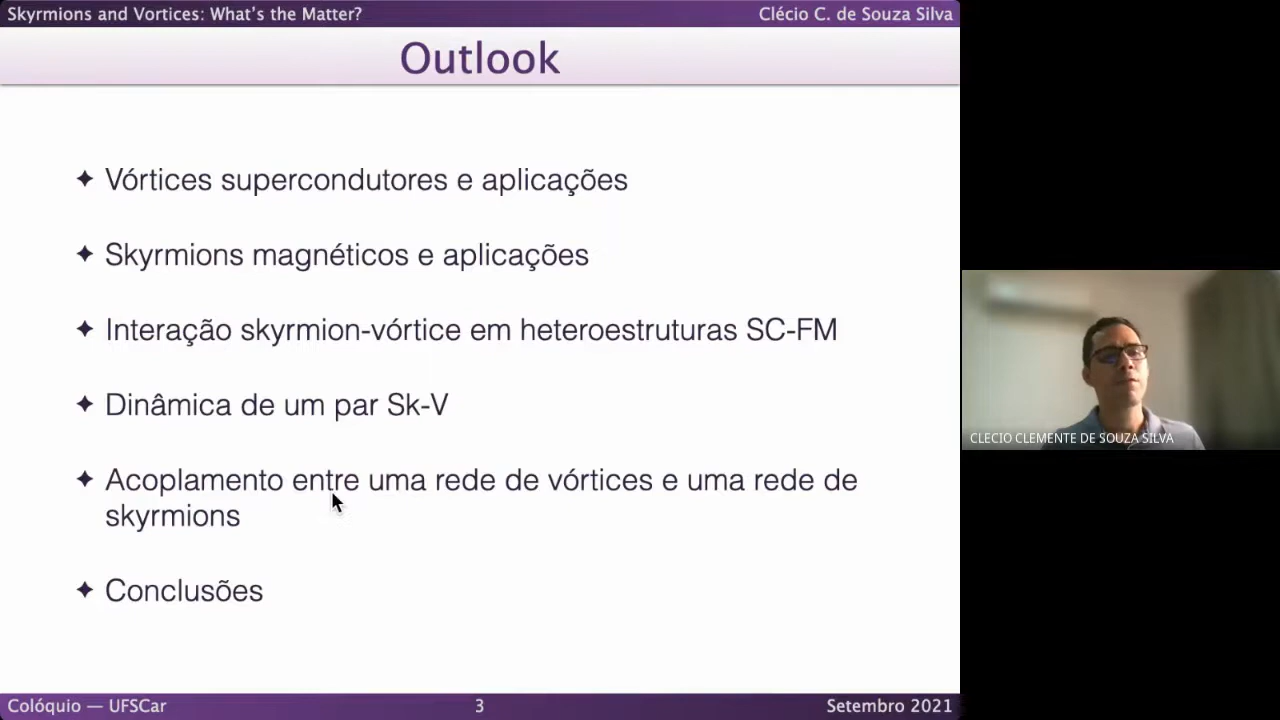 Skyrmions and Vortices: What's the Matter?
Clécio C. de Souza Silva
Outlook
Vórtices supercondutores e aplicações
Skyrmions magnéticos e aplicações
Interação skyrmion-vórtice em heteroestruturas SC-FM
Dinâmica de um par Sk-V
Acoplamento entre uma rede de vórtices e uma rede de
skyrmions
Conclusões
CLECIO CLEMENTE DE SOUZA SILVA
Colóquio — UFSCar
3
Setembro 2021